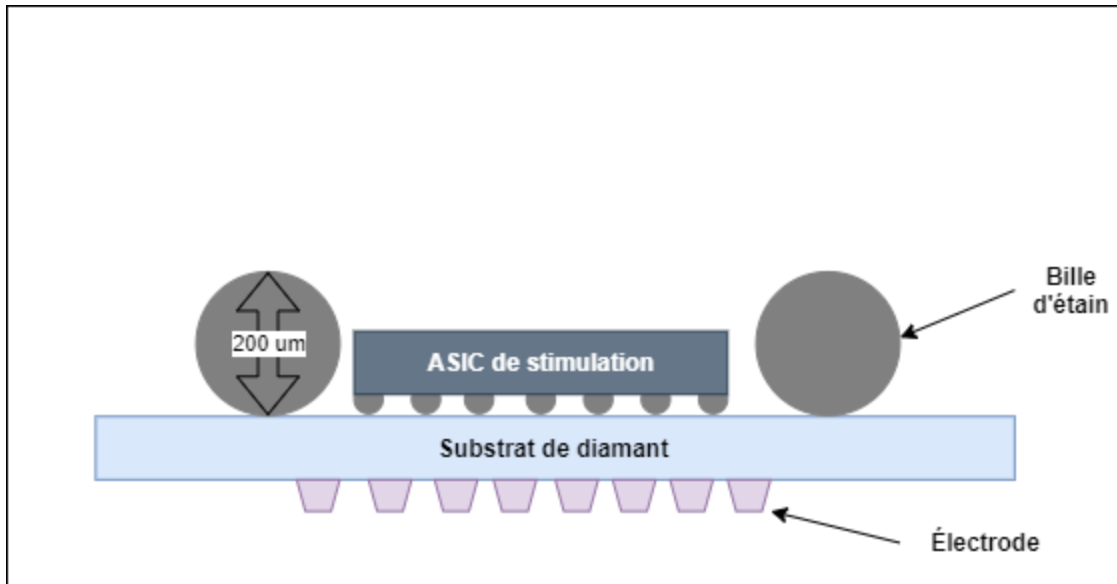 Bille
d'étain
200 um
ASIC de stimulation
Substrat de diamant
Électrode